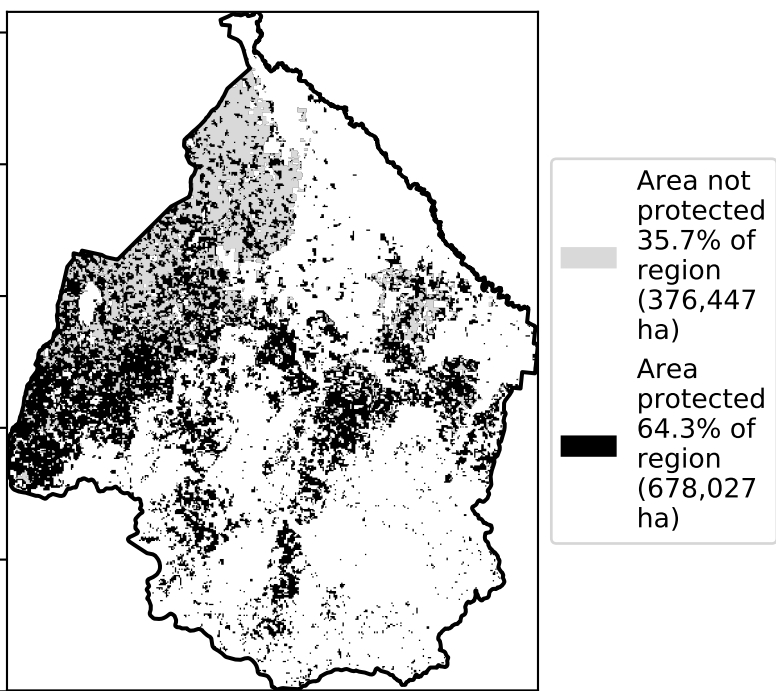 Area not
protected
35.7% of
region
(376,447
ha)
Area
protected
64.3% of
region
(678,027
ha)